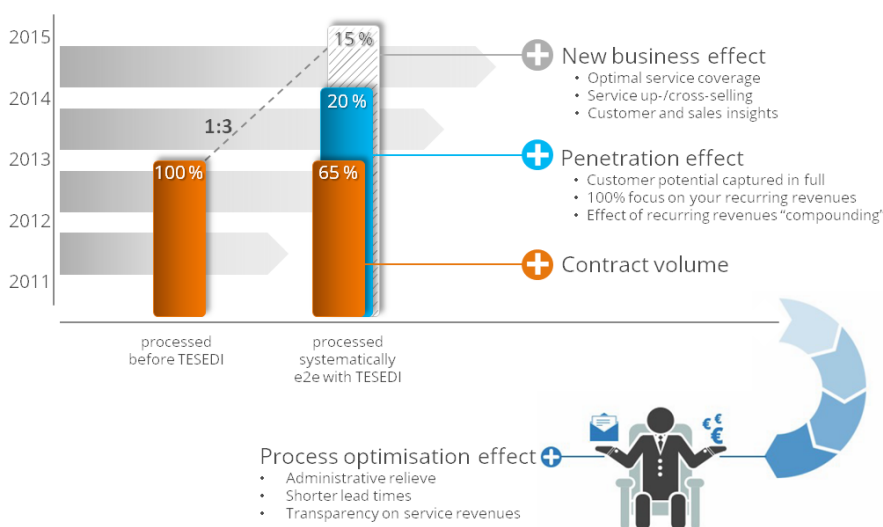 2015
2014
2013
2012
2011
15 %
20 %
1:3
100 %
65 %
processed
before TESEDI
processed
systematically
e2e with TESEDI
New business effect
• Optimal service coverage
• Service up-/cross-selling
• Customer and sales insights
Penetration effect
• Customer potential captured in full
• 100% focus on your recurring revenues
• Effect of recurring revenues “compounding”
Contract volume
Process optimisation effect
• Administrative relieve
• Shorter lead times
• Transparency on service revenues
€ €
€